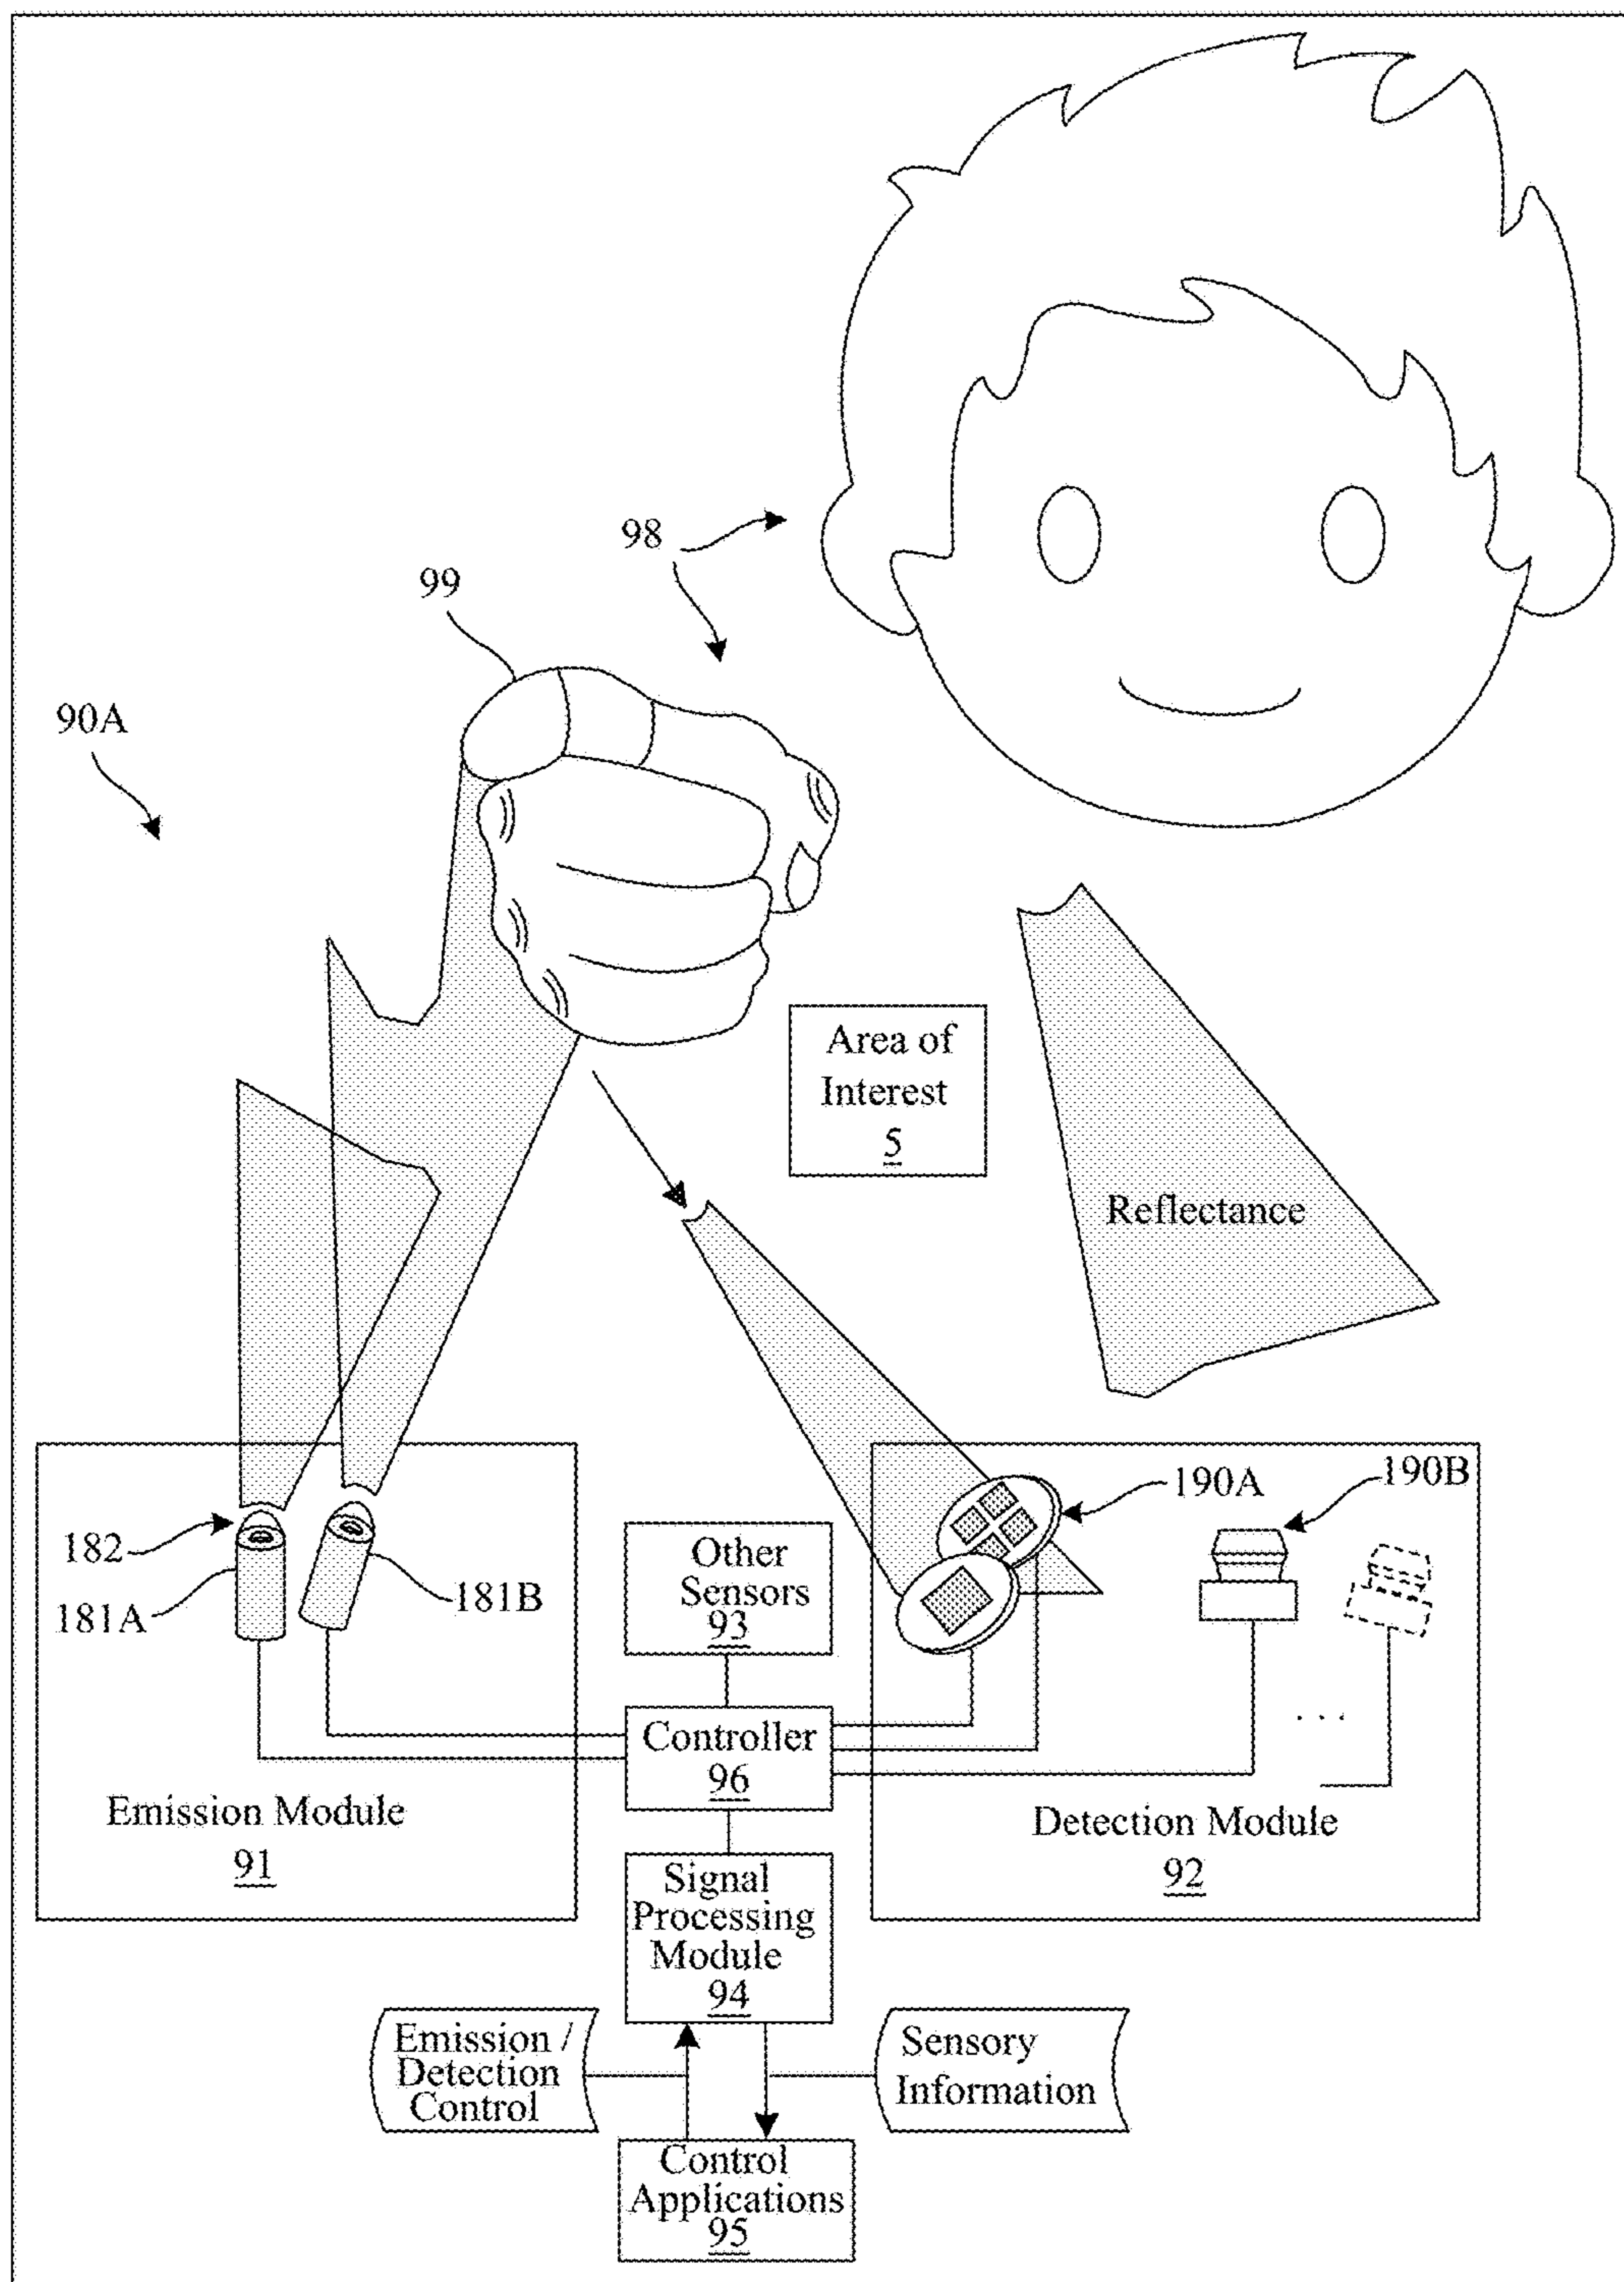 98
99
90A
Area of
Interest
5
Reflectance
190A
190B
182
181A
181B
Other
Sensors
93
Controller
96
Emission Module
91
Detection Module
92
. . .
Signal
Processing
Module
94
Emission /
Detection
Control
Sensory
Information
Control
Applications
95